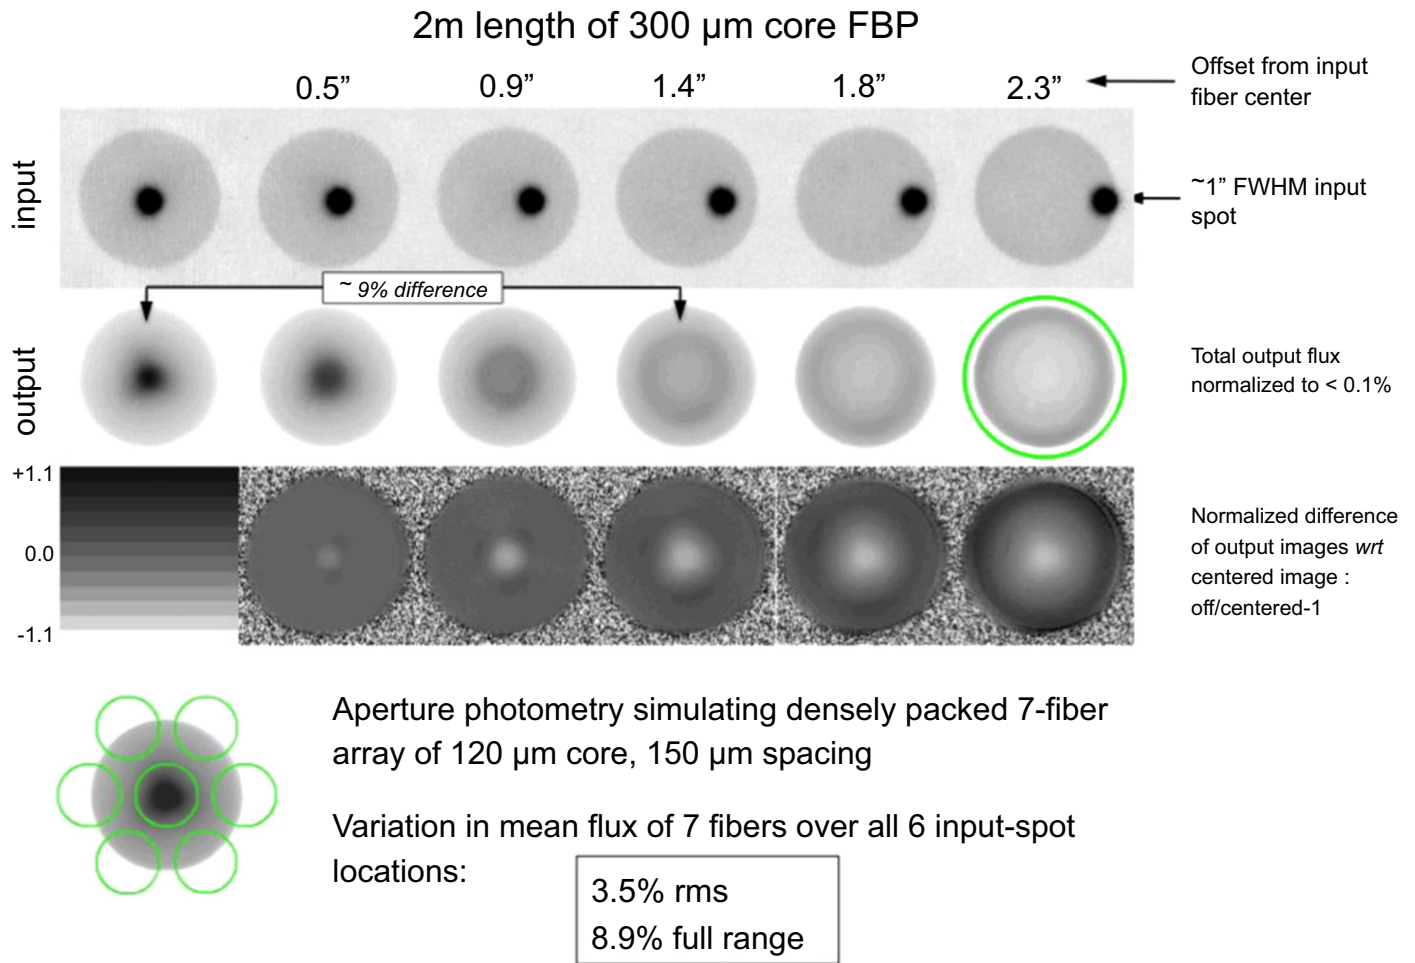 2m length of 300 μm core FBP
0.5” 0.9” 1.4” 1.8” 2.3”
Offset from input
fiber center
input
~1” FWHM input
spot
~ 9% difference
output
Total output flux
normalized to < 0.1%
+1.1
0.0
-1.1
Normalized difference
of output images wrt
centered image :
off/centered-1
Aperture photometry simulating densely packed 7-fiber
array of 120 μm core, 150 μm spacing
Variation in mean flux of 7 fibers over all 6 input-spot
locations:
3.5% rms
8.9% full range